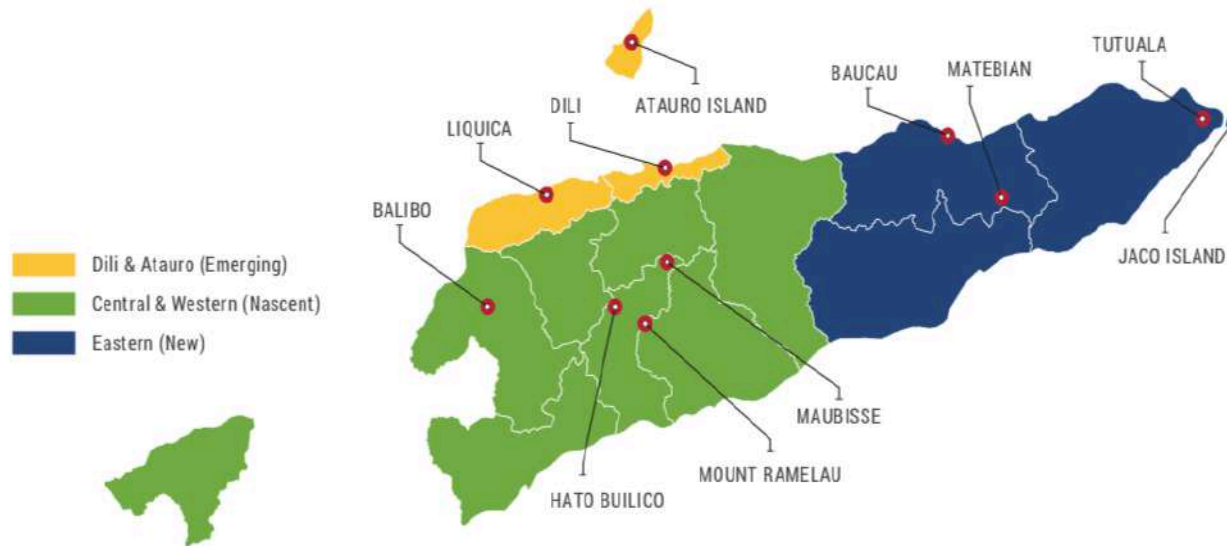 TUTUALA
BAUCAU
MATEBIAN
DILI
ATAURO ISLAND
LIQUICA
BALIBO
JACO ISLAND
Dili & Atauro (Emerging)
Central & Western (Nascent)
Eastern (New)
MAUBISSE
MOUNT RAMELAU
HATO BUILICO